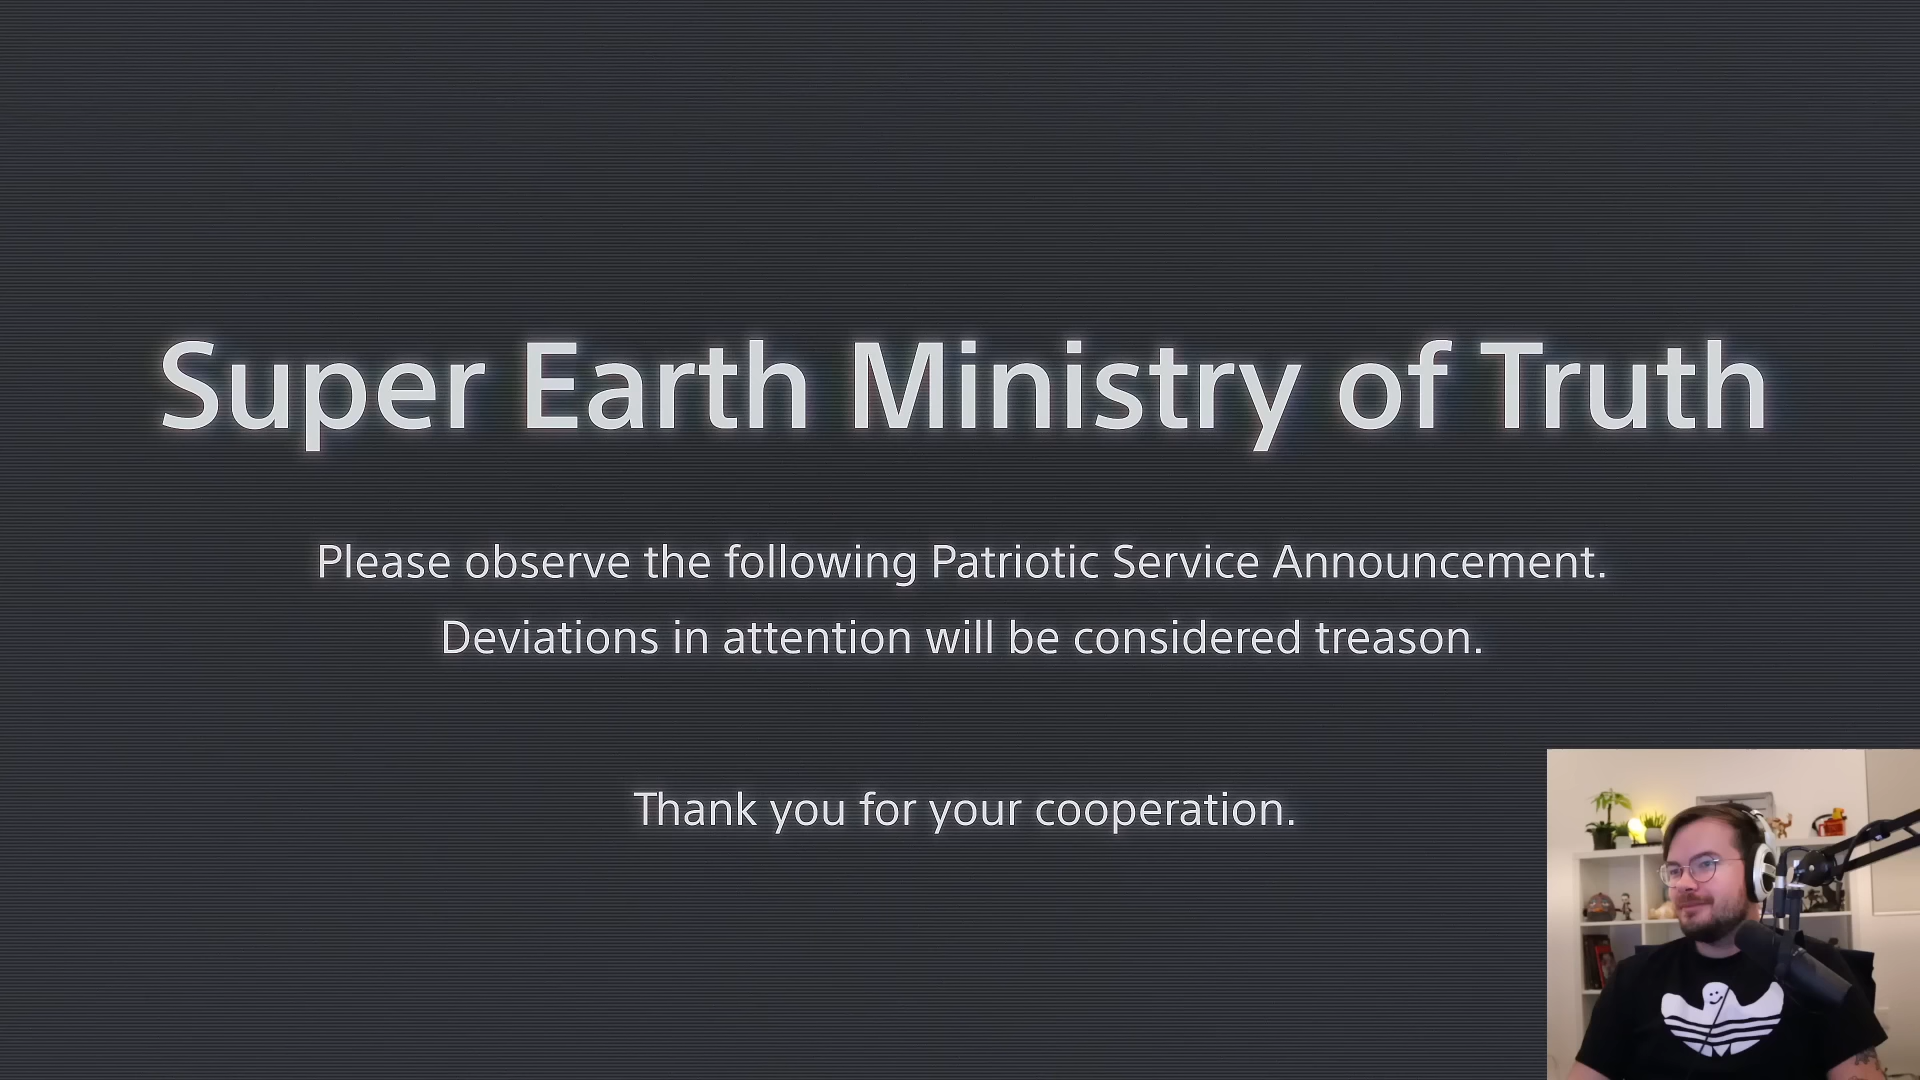 Super Earth Ministry of Truth
Please observe the following Patriotic Service Announcement.
Deviations in attention will be considered treason.
Thank you for your cooperation.